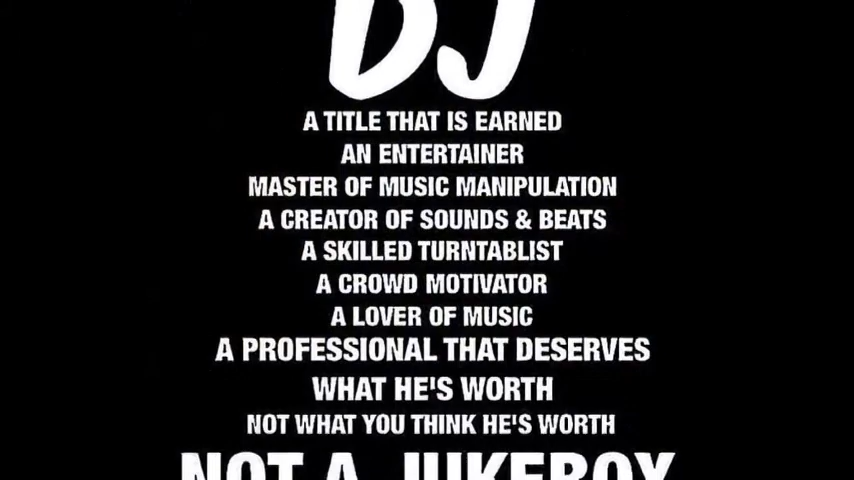 DJ
A TITLE THAT IS EARNED
AN ENTERTAINER
MASTER OF MUSIC MANIPULATION
A CREATOR OF SOUNDS & BEATS
A SKILLED TURNTABLIST
A CROWD MOTIVATOR
A LOVER OF MUSIC
A PROFESSIONAL THAT DESERVES
WHAT HE'S WORTH
NOT WHAT YOU THINK HE'S WORTH
NOT A JUKEBOX